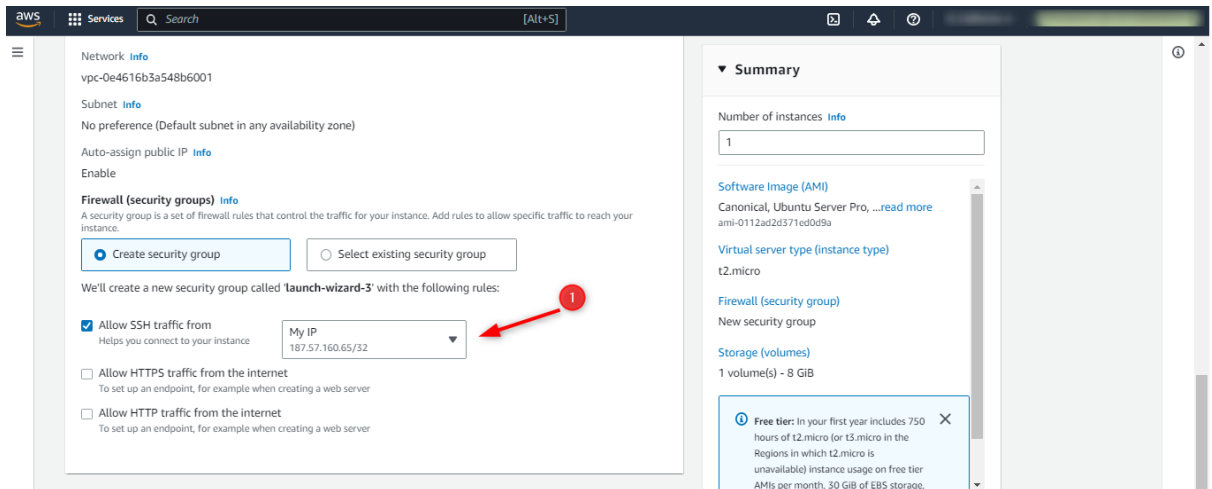 aws
Services
Search
[Alt+S]
Network Info
vpc-0e4616b3a548b6001
Subnet Info
No preference (Default subnet in any availability zone)
Auto-assign public IP Info
Enable
Firewall (security groups) Info
A security group is a set of firewall rules that control the traffic for your instance. Add rules to allow specific traffic to reach your
instance.
Create security group
Select existing security group
We'll create a new security group called 'launch-wizard-3' with the following rules:
1
Allow SSH traffic from
Helps you connect to your instance
My IP
187.57.160.65/32
Allow HTTPS traffic from the internet
To set up an endpoint, for example when creating a web server
Allow HTTP traffic from the internet
To set up an endpoint, for example when creating a web server
Summary
Number of instances Info
1
Software Image (AMI)
Canonical, Ubuntu Server Pro, ...read more
ami-0112ad2d371ed0d9a
Virtual server type (instance type)
t2.micro
Firewall (security group)
New security group
Storage (volumes)
1 volume(s) - 8 GiB
Free tier: In your first year includes 750
hours of t2.micro (or t3.micro in the
Regions in which t2.micro is
unavailable) instance usage on free tier
AMIs per month, 30 GiB of EBS storage,